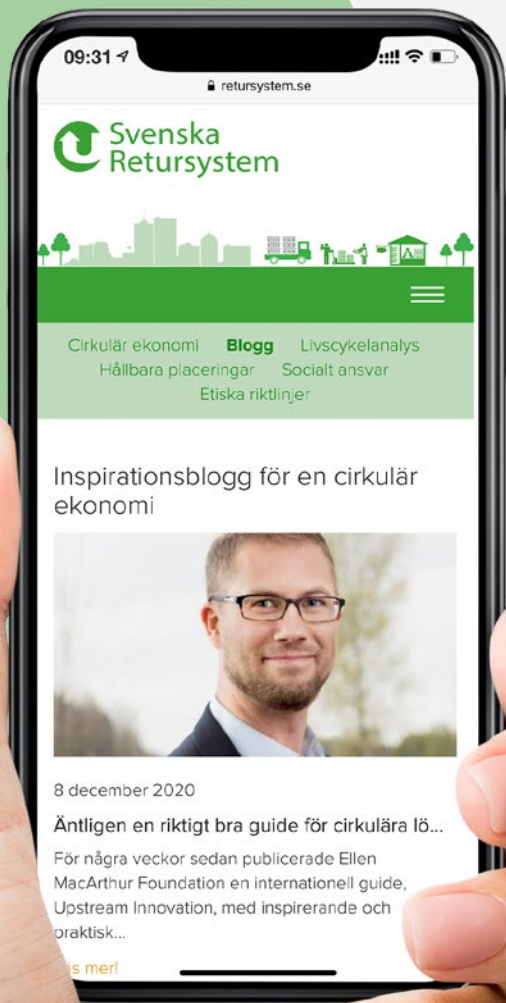 09:31
retursystem.se
Svenska
Retursystem
Cirkulär ekonomi Blogg Livscykelanalys
Hållbara placeringar Socialt ansvar
Etiska riktlinjer
Inspirationsblogg för en cirkulär
ekonomi
8 december 2020
Äntligen en riktigt bra guide för cirkulära lö...
För några veckor sedan publicerade Ellen
MacArthur Foundation en internationell guide,
Upstream Innovation, med inspirerande och
praktisk...
mer!